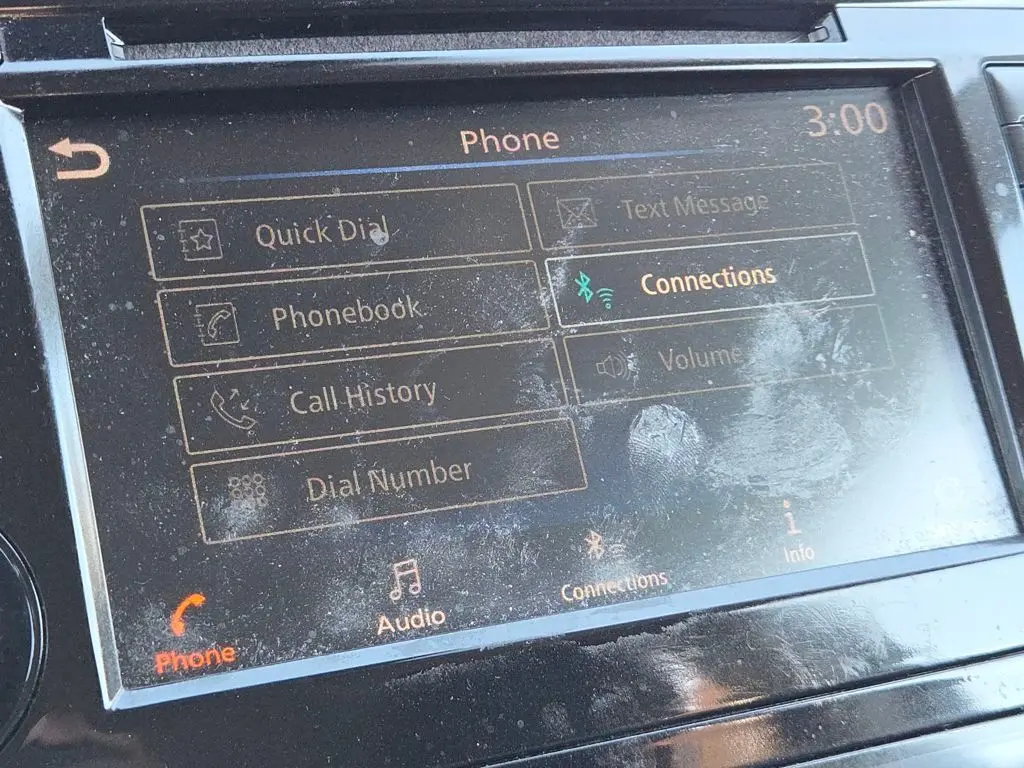 Phone
3:00
Quick Dial
Text Message
Phonebook
Connections
Call History
Volume
Dial Number
Phone
Audio
Connections
Info